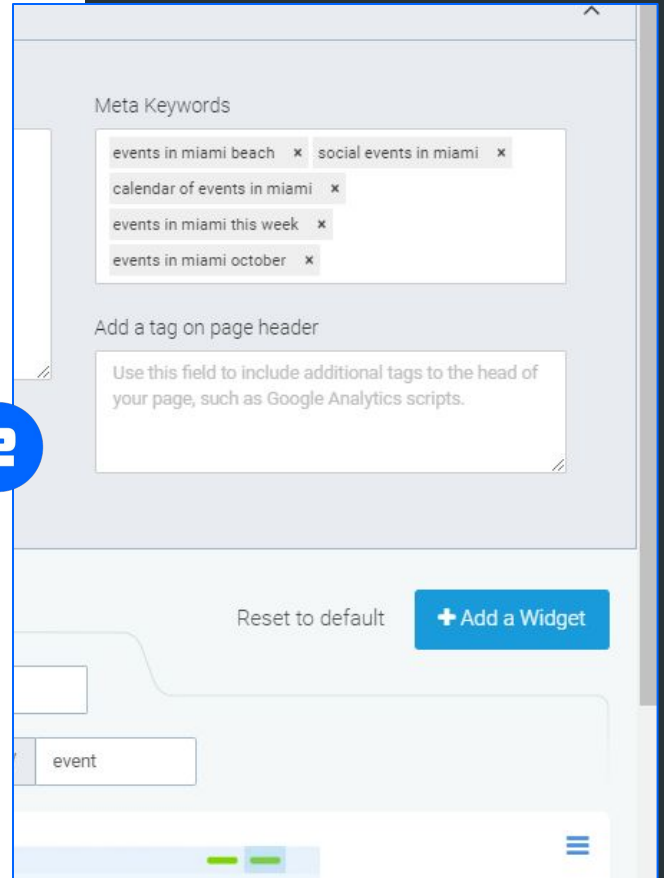 Meta Keywords
events in miami beach × social events in miami ×
calendar of events in miami ×
events in miami this week ×
events in miami october ×
Add a tag on page header
Use this field to include additional tags to the head of
your page, such as Google Analytics scripts.
Reset to default + Add a Widget
event